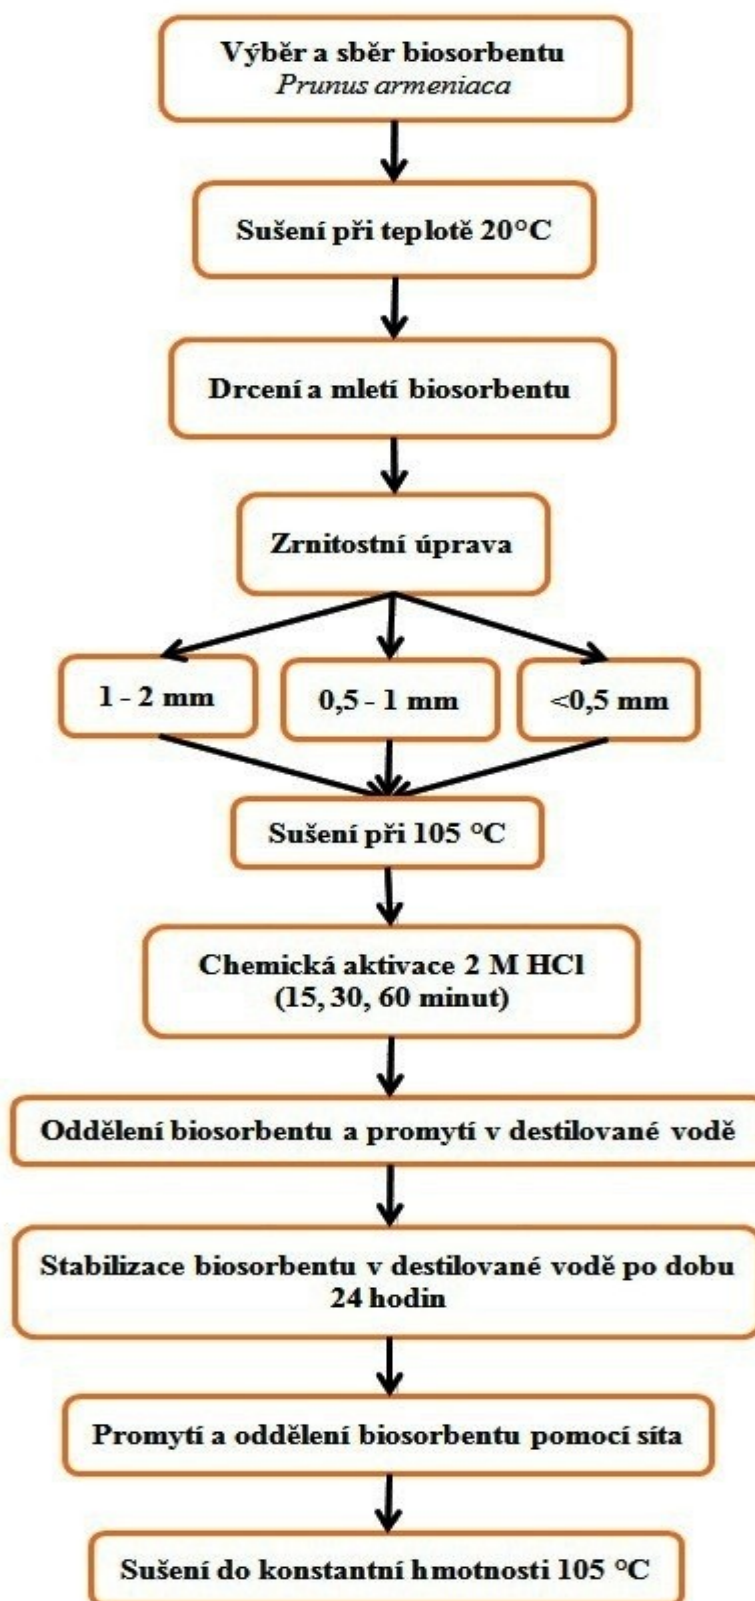 Výběr a sběr biosorbentu
Prunus armeniaca
Sušení při teplotě 20°C
Drcení a mletí biosorbentu
Zrnitostní úprava
1 - 2 mm
0,5 - 1 mm
<0,5 mm
Sušení při 105 °C
Chemická aktivace 2 M HCl
(15, 30, 60 minut)
Oddělení biosorbentu a promytí v destilované vodě
Stabilizace biosorbentu v destilované vodě po dobu
24 hodin
Promytí a oddělení biosorbentu pomocí síta
Sušení do konstantní hmotnosti 105 °C